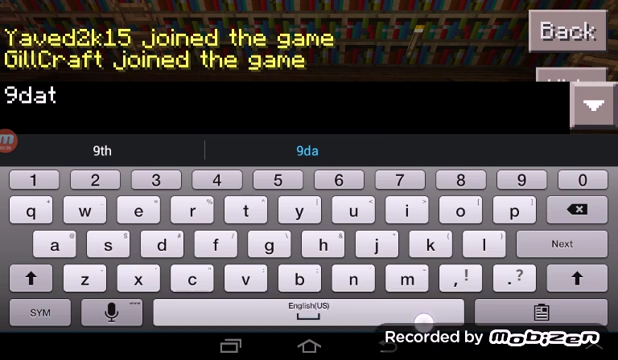 Yaved2k15 joined the game
GillCraft joined the game
Back
9dat
9th 9da
1 2 3 4 5 6 7 8 9 0
q w e r t y u i o p
a s d f g h j k l Next
z x c v b n m , ! . ?
SYM English(US)
Recorded by MOBIZEN